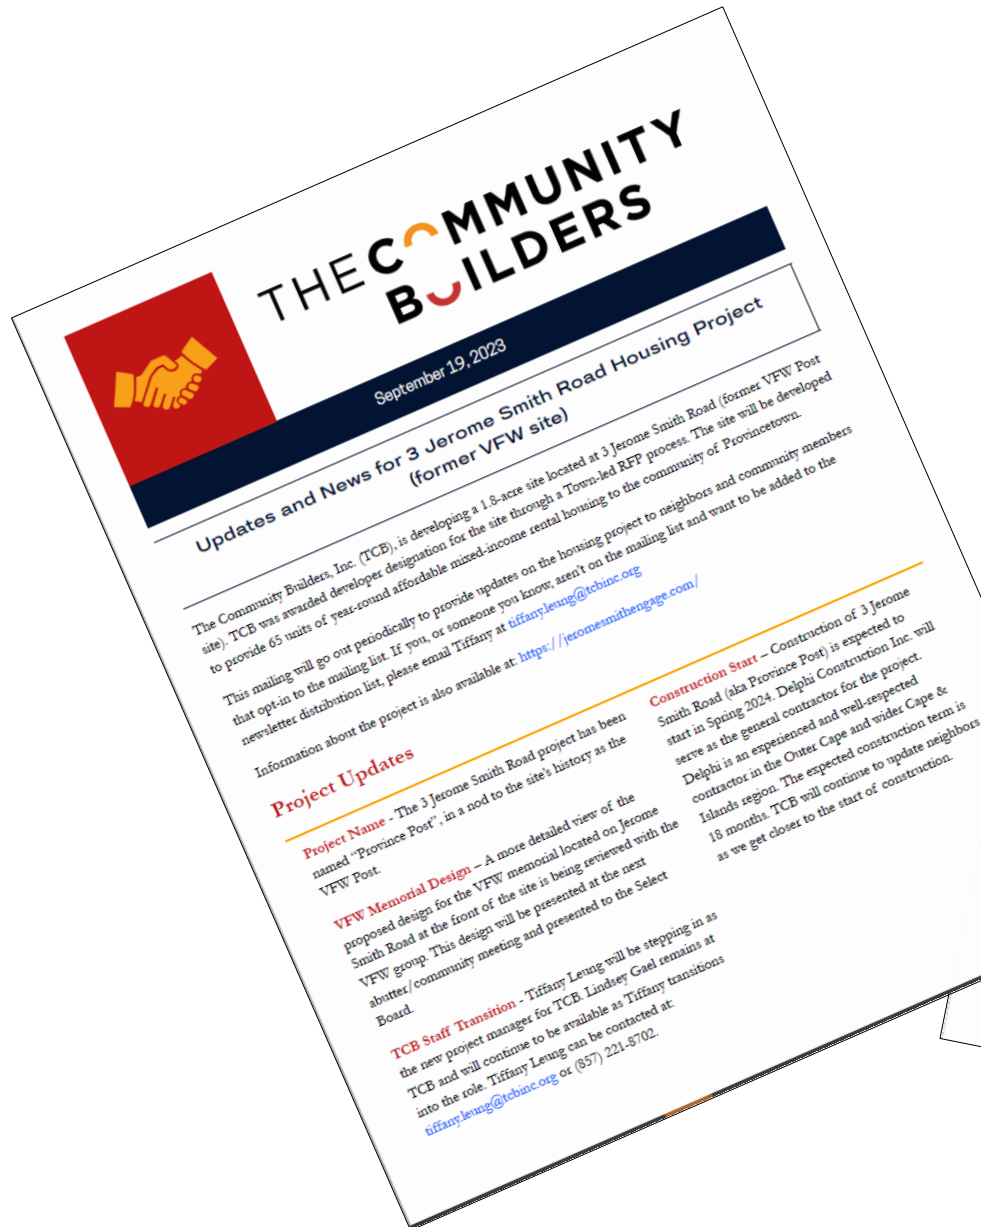 THE COMMUNITY
BUILDERS
September 19, 2023
Updates and News for 3 Jerome Smith Road Housing Project
(former VFW site)
The Community Builders, Inc. (TCB), is developing a 1.8-acre site located at 3 Jerome Smith Road (former VFW Post
site). TCB was awarded developer designation for the site through a Town-led RFP process. The site will be developed
to provide 65 units of year-round affordable mixed-income rental housing to the community of Provincetown.
This mailing will go out periodically to provide updates on the housing project to neighbors and community members
that opt-in to the mailing list. If you, or someone you know, aren't on the mailing list and want to be added to the
newsletter distribution list, please email Tiffany at tiffany.leung@tcbinc.org
Information about the project is also available at: https://jeromesmithengage.com/
Project Updates
Project Name - The 3 Jerome Smith Road project has been
named "Province Post", in a nod to the site's history as the
VFW Post.
VFW Memorial Design – A more detailed view of the
proposed design for the VFW memorial located on Jerome
Smith Road at the front of the site is being reviewed with the
VFW group. This design will be presented at the next
abutter/community meeting and presented to the Select
Board.
TCB Staff Transition - Tiffany Leung will be stepping in as
the new project manager for TCB. Lindsey Gael remains at
TCB and will continue to be available as Tiffany transitions
into the role. Tiffany Leung can be contacted at:
tiffany.leung@tcbinc.org or (857) 221-8702.
Construction Start – Construction of 3 Jerome
Smith Road (aka Province Post) is expected to
start in Spring 2024. Delphi Construction Inc. will
serve as the general contractor for the project.
Delphi is an experienced and well-respected
contractor in the Outer Cape and wider Cape &
Islands region. The expected construction term is
18 months. TCB will continue to update neighbors
as we get closer to the start of construction.